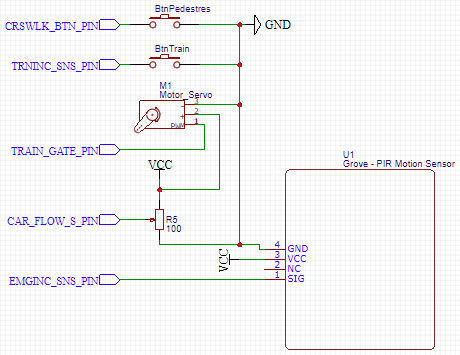 BtnPedestres
CRSWLK_BTN_PIN
GND
BtnTrain
TRNINC_SNS_PIN
M1
Motor_Servo
3
2
1
PWM
TRAIN_GATE_PIN
VCC
U1
Grove - PIR Motion Sensor
CAR_FLOW_S_PIN
R5
100
4 GND
VCC
3 VCC
2 NC
1 SIG
EMGINC_SNS_PIN